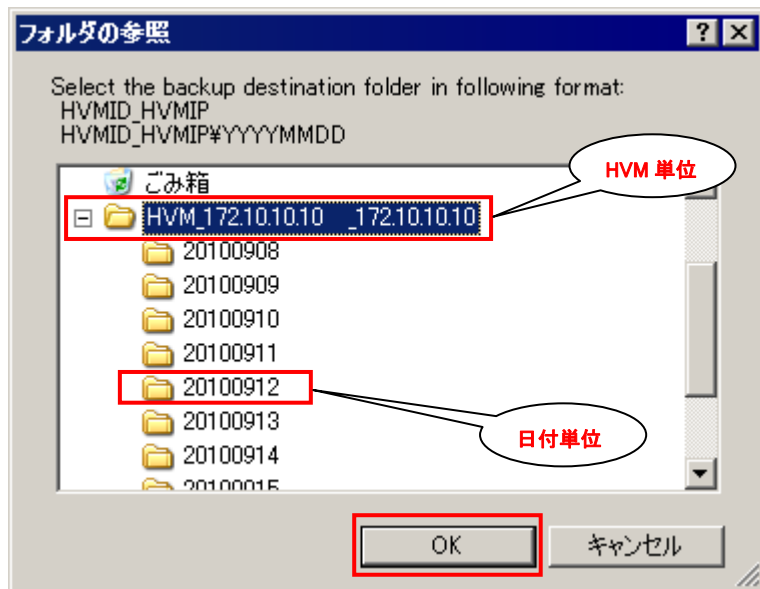 フォルダの参照
Select the backup destination folder in following format:
HVMID_HVMIP
HVMID_HVMIP¥YYYYMMDD
HVM 単位
ごみ箱
HVM_172.10.10.10 _172.10.10.10
20100908
20100909
20100910
20100911
20100912
20100913
日付単位
20100914
20100915
OK
キャンセル